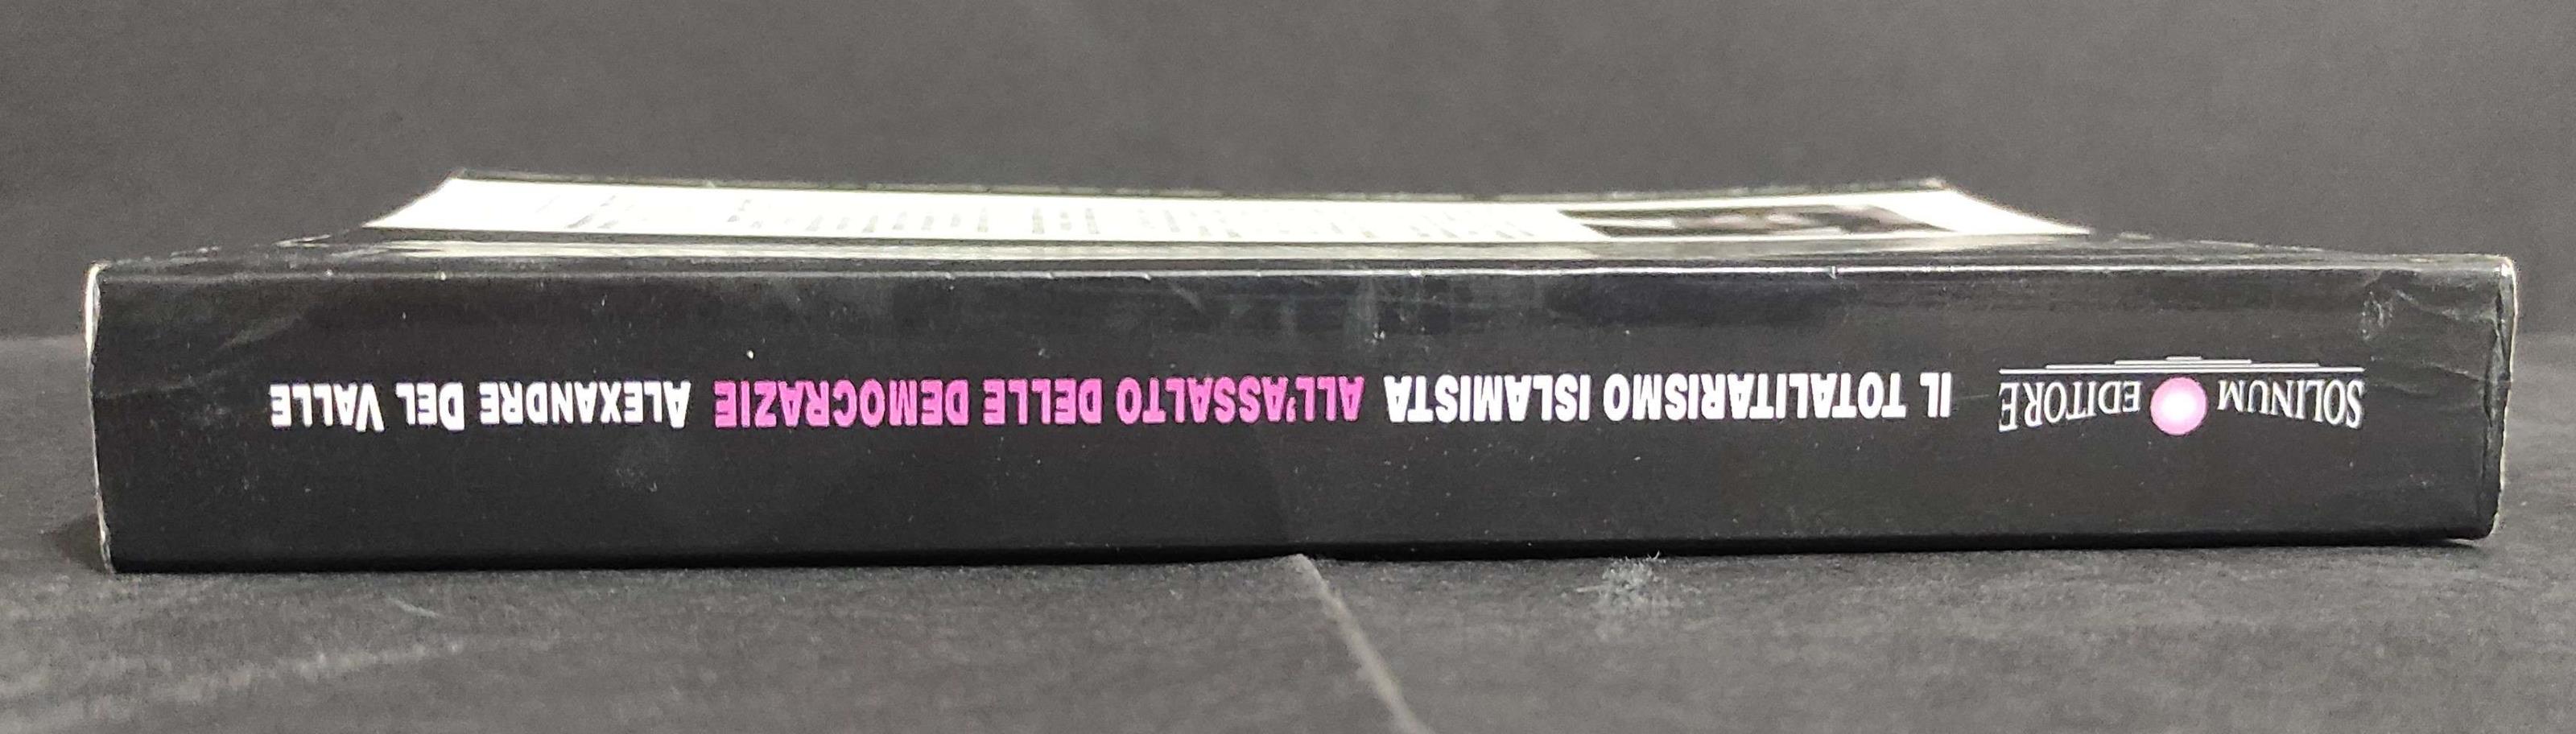 SOLINUM EDITORE IL TOTALITARISMO ISLAMISTA ALL'ASSALTO DELLE DEMOCRAZIE ALEXANDRE DEL VALLE